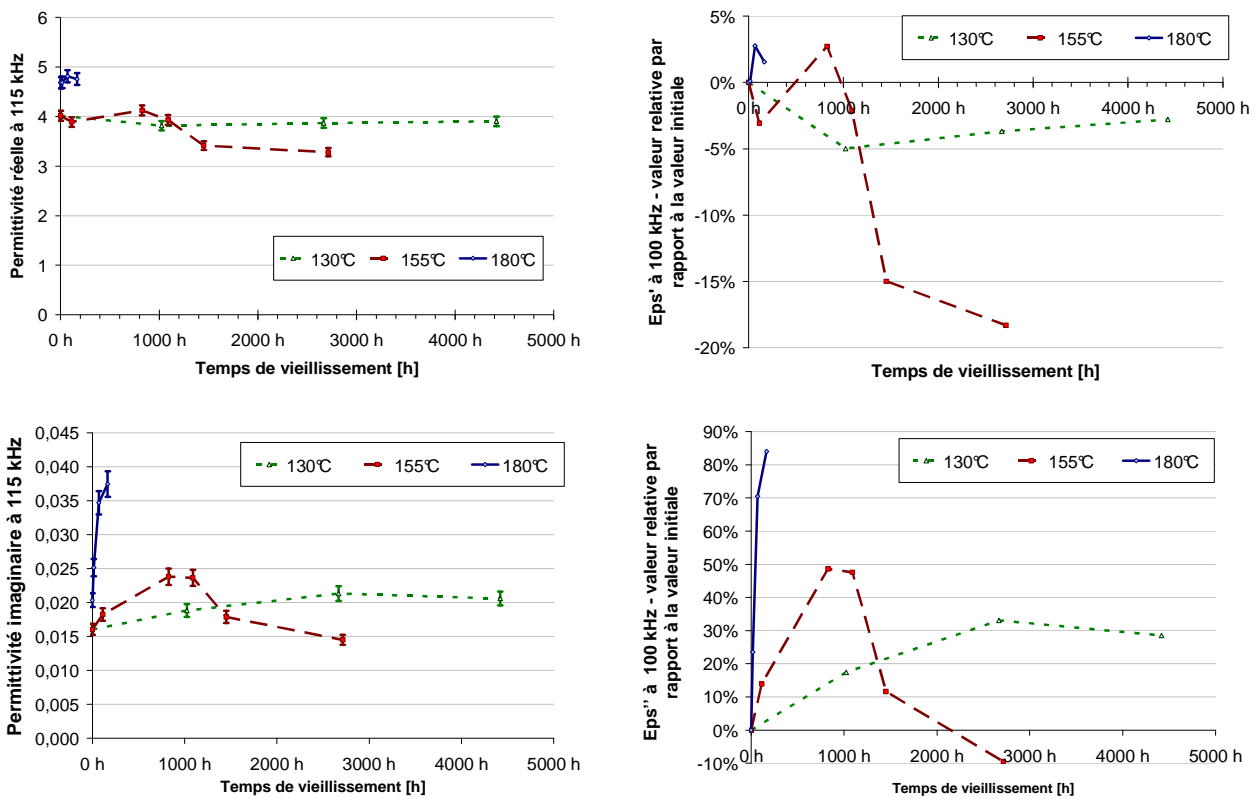 6
5
4
3
2
1
0
Permittivité réelle à 115 kHz
130℃
155℃
180℃
0 h
1000 h
2000 h
3000 h
4000 h
5000 h
Temps de vieillissement [h]
5%
0%
-5%
-10%
-15%
-20%
Eps' à 100 kHz - valeur relative par
rapport à la valeur initiale
130℃
155℃
180℃
0 h
1000 h
2000 h
3000 h
4000 h
5000 h
Temps de vieillissement [h]
0,045
0,040
0,035
0,030
0,025
0,020
0,015
0,010
0,005
0,000
Permittivité imaginaire à 115 kHz
130℃
155℃
180℃
0 h
1000 h
2000 h
3000 h
4000 h
5000 h
Temps de vieillissement [h]
90%
80%
70%
60%
50%
40%
30%
20%
10%
0%
-10%
Eps'' à 100 kHz - valeur relative par
rapport à la valeur initiale
130℃
155℃
180℃
0 h
1000 h
2000 h
3000 h
4000 h
5000 h
Temps de vieillissement [h]